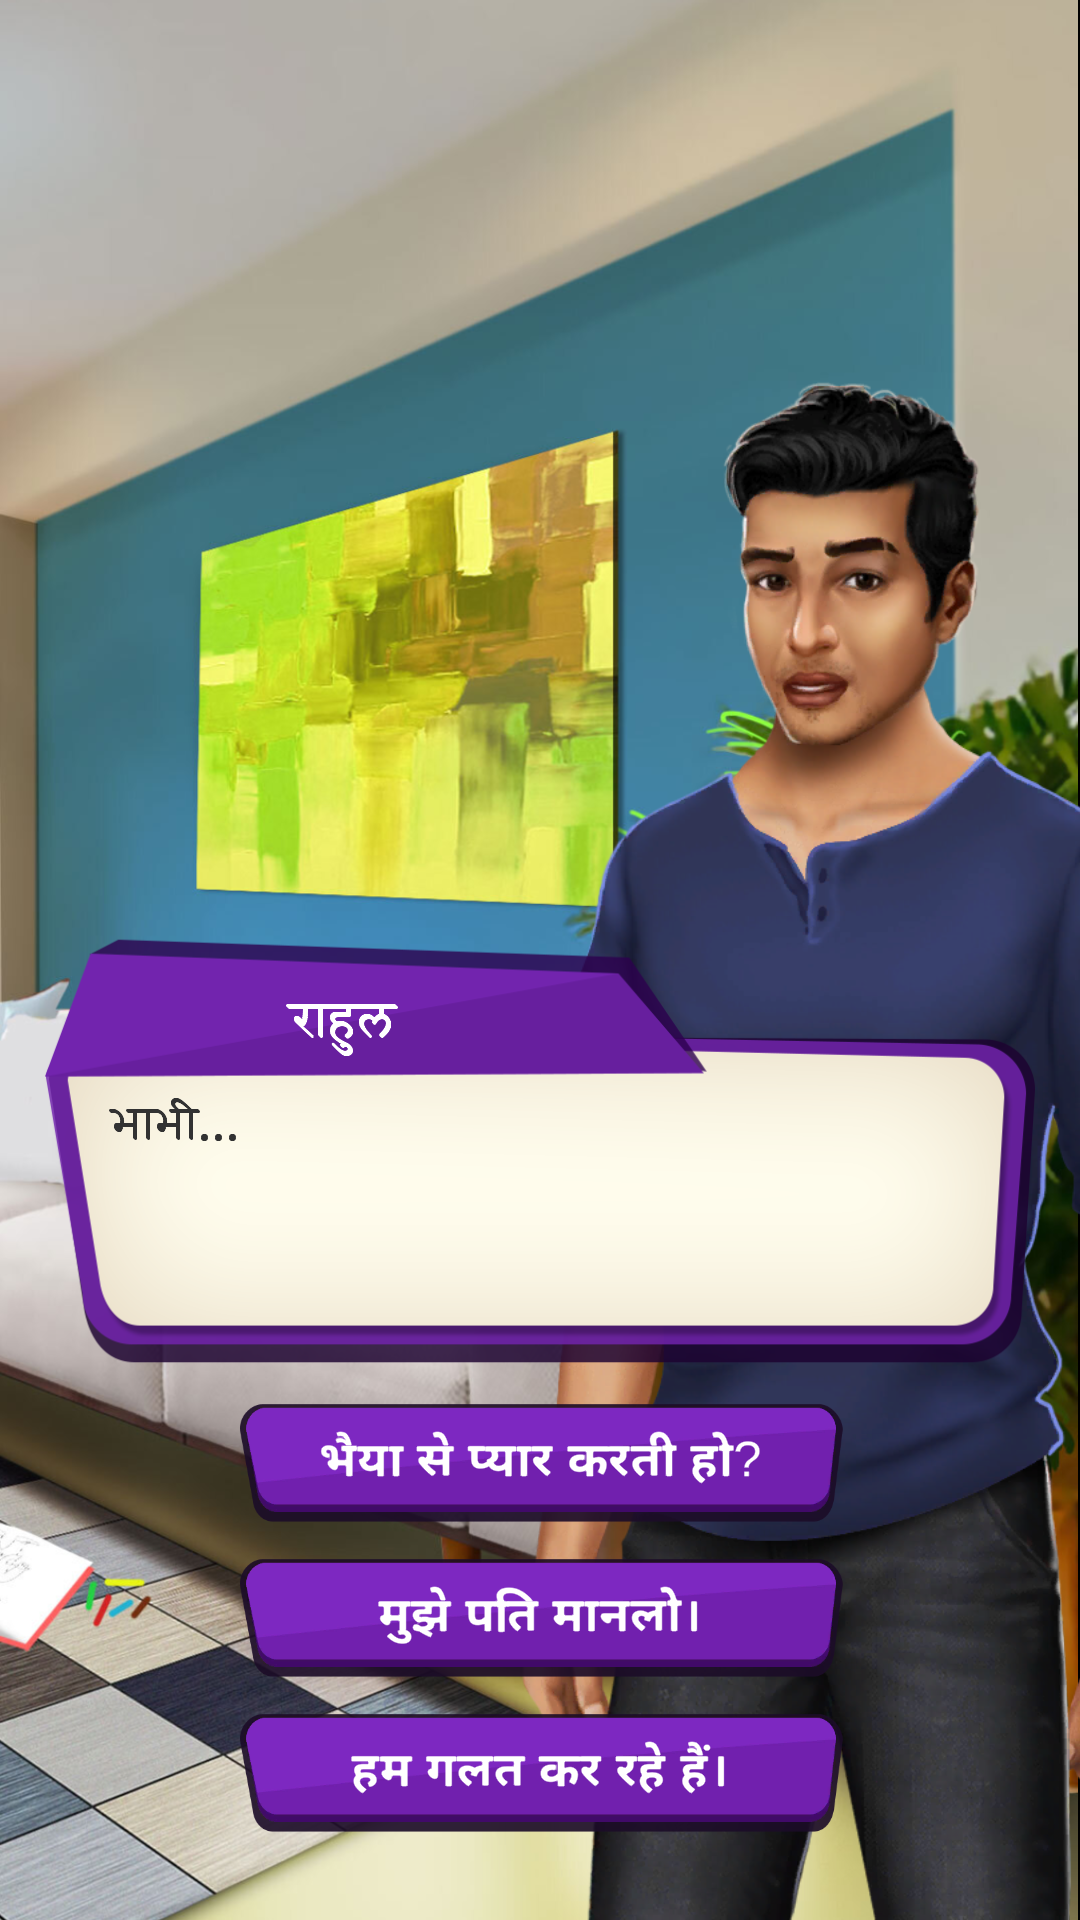 राहुल
भाभी...
भैया से प्यार करती हो?
मुझे पति मानलो।
हम गलत कर रहे हैं।